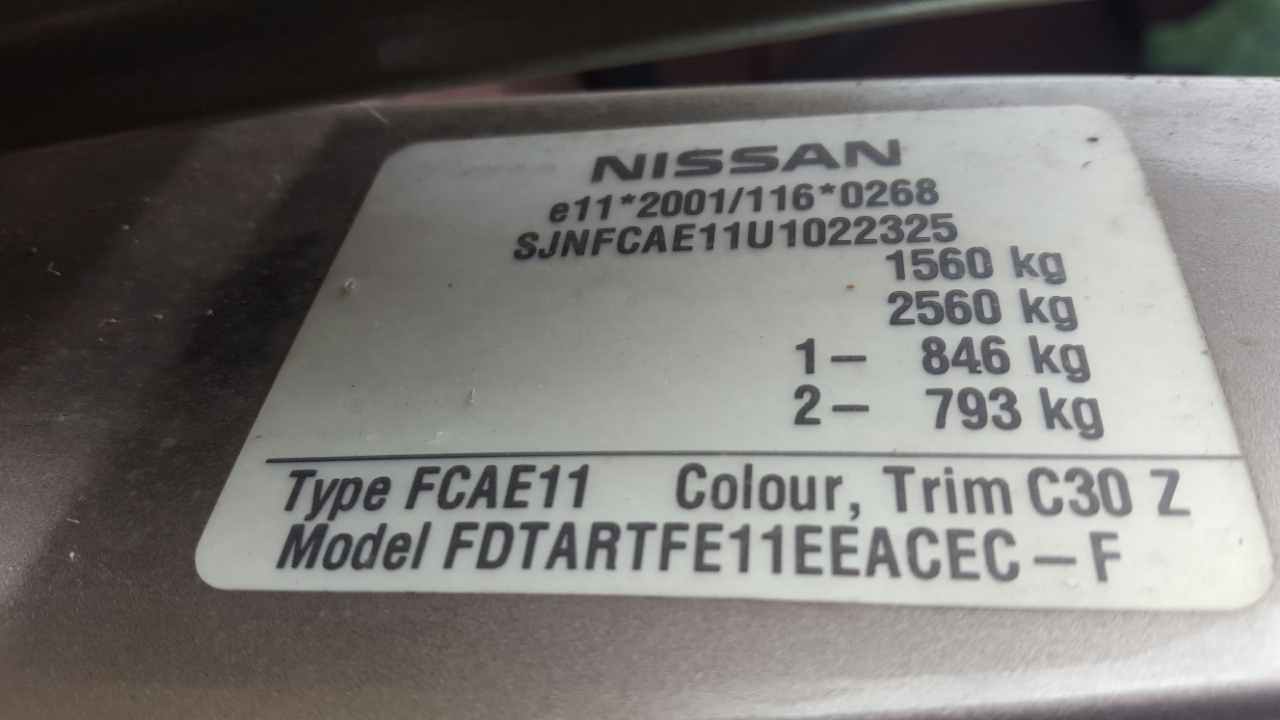 NISSAN
e11*2001/116*0268
SJNFCAE11U1022325
1560 kg
2560 kg
1– 846 kg
2– 793 kg
Type FCAE11 Colour, Trim C30 Z
Model FDTARTFE11EEACEC–F